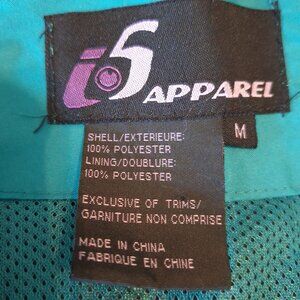 iS APPAREL
M
SHELL/EXTERIEURE:
100% POLYESTER
LINING/DOUBLURE:
100% POLYESTER
EXCLUSIVE OF TRIMS/
GARNITURE NON COMPRISE
MADE IN CHINA
FABRIQUE EN CHINE